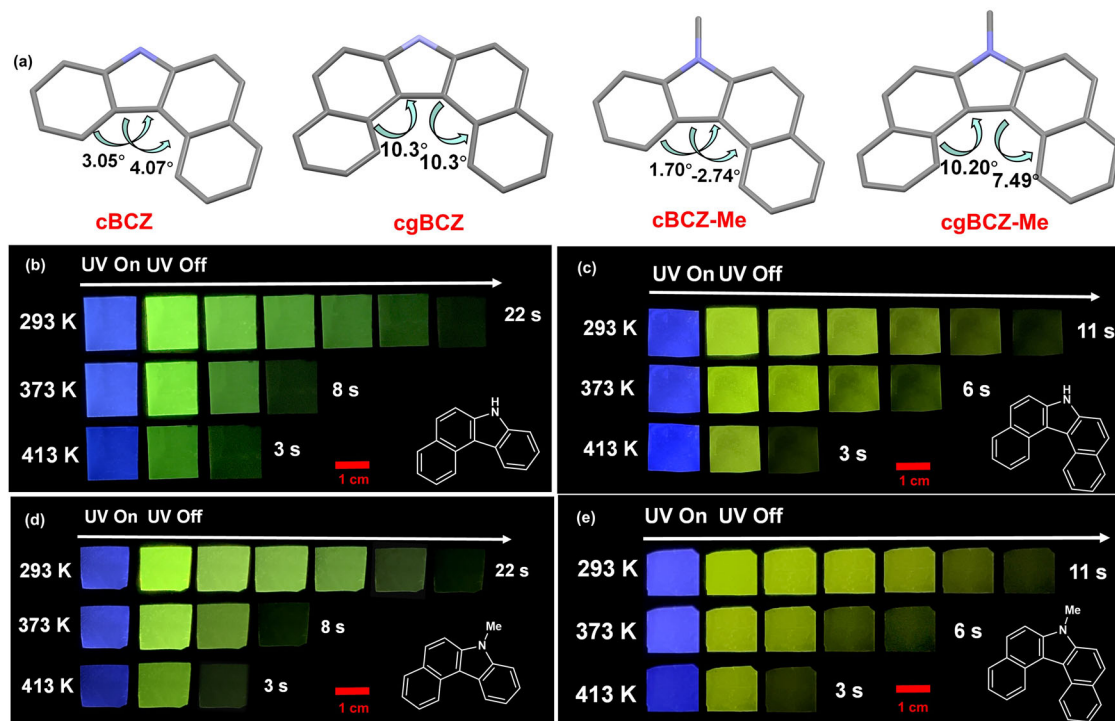 (a)
3.05°
4.07°
10.3°
10.3°
1.70°
-2.74°
10.20°
7.49°
cBCZ
cgBCZ
cBCZ-Me
cgBCZ-Me
(b)
UV On UV Off
293 K
22 s
373 K
8 s
413 K
3 s
1 cm
H
N
(c)
UV On UV Off
293 K
11 s
373 K
6 s
413 K
3 s
1 cm
H
N
(d)
UV On UV Off
293 K
22 s
373 K
8 s
413 K
3 s
1 cm
Me
N
(e)
UV On UV Off
293 K
11 s
373 K
6 s
413 K
3 s
1 cm
Me
N